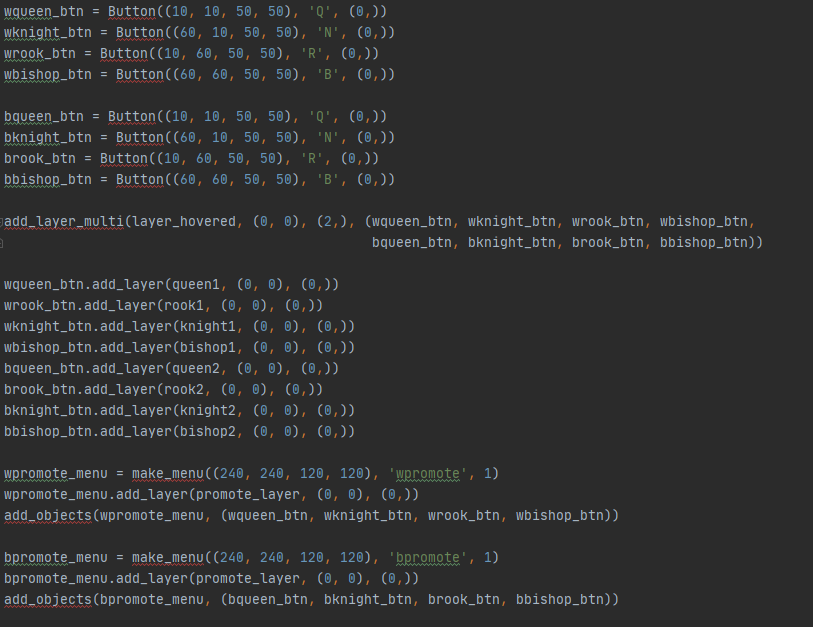 wqueen_btn = Button((10, 10, 50, 50), 'Q', (0,))
wknight_btn = Button((60, 10, 50, 50), 'N', (0,))
wrook_btn = Button((10, 60, 50, 50), 'R', (0,))
wbishop_btn = Button((60, 60, 50, 50), 'B', (0,))
bqueen_btn = Button((10, 10, 50, 50), 'Q', (0,))
bknight_btn = Button((60, 10, 50, 50), 'N', (0,))
brook_btn = Button((10, 60, 50, 50), 'R', (0,))
bbishop_btn = Button((60, 60, 50, 50), 'B', (0,))
add_layer_multi(layer_hovered, (0, 0), (2,), (wqueen_btn, wknight_btn, wrook_btn, wbishop_btn,
bqueen_btn, bknight_btn, brook_btn, bbishop_btn))
wqueen_btn.add_layer(queen1, (0, 0), (0,))
wrook_btn.add_layer(rook1, (0, 0), (0,))
wknight_btn.add_layer(knight1, (0, 0), (0,))
wbishop_btn.add_layer(bishop1, (0, 0), (0,))
bqueen_btn.add_layer(queen2, (0, 0), (0,))
brook_btn.add_layer(rook2, (0, 0), (0,))
bknight_btn.add_layer(knight2, (0, 0), (0,))
bbishop_btn.add_layer(bishop2, (0, 0), (0,))
wpromote_menu = make_menu((240, 240, 120, 120), 'wpromote', 1)
wpromote_menu.add_layer(promote_layer, (0, 0), (0,))
add_objects(wpromote_menu, (wqueen_btn, wknight_btn, wrook_btn, wbishop_btn))
bpromote_menu = make_menu((240, 240, 120, 120), 'bpromote', 1)
bpromote_menu.add_layer(promote_layer, (0, 0), (0,))
add_objects(bpromote_menu, (bqueen_btn, bknight_btn, brook_btn, bbishop_btn))